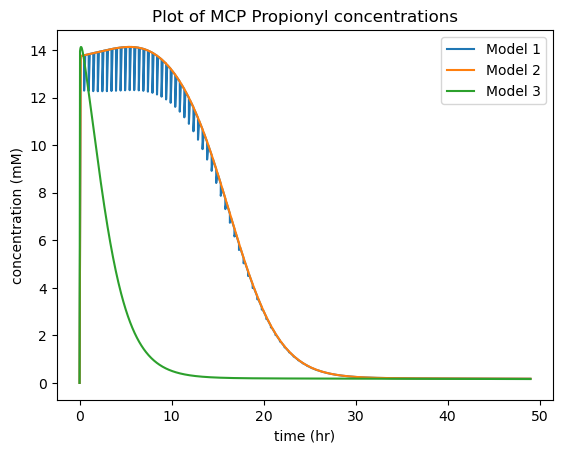 Plot of MCP Propionyl concentrations
Model 1
Model 2
Model 3
concentration (mM)
14
12
10
8
6
4
2
0
0 10 20 30 40 50
time (hr)